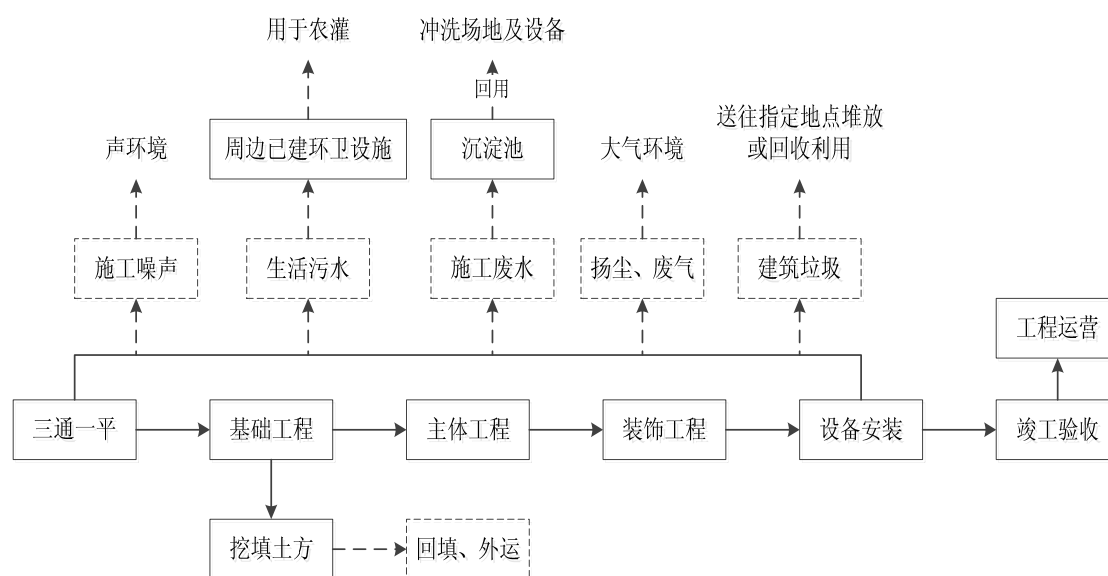 用于农灌
冲洗场地及设备
回用
声环境
周边已建环卫设施
沉淀池
大气环境
送往指定地点堆放
或回收利用
施工噪声
生活污水
施工废水
扬尘、废气
建筑垃圾
工程运营
三通一平
基础工程
主体工程
装饰工程
设备安装
竣工验收
挖填土方
回填、外运